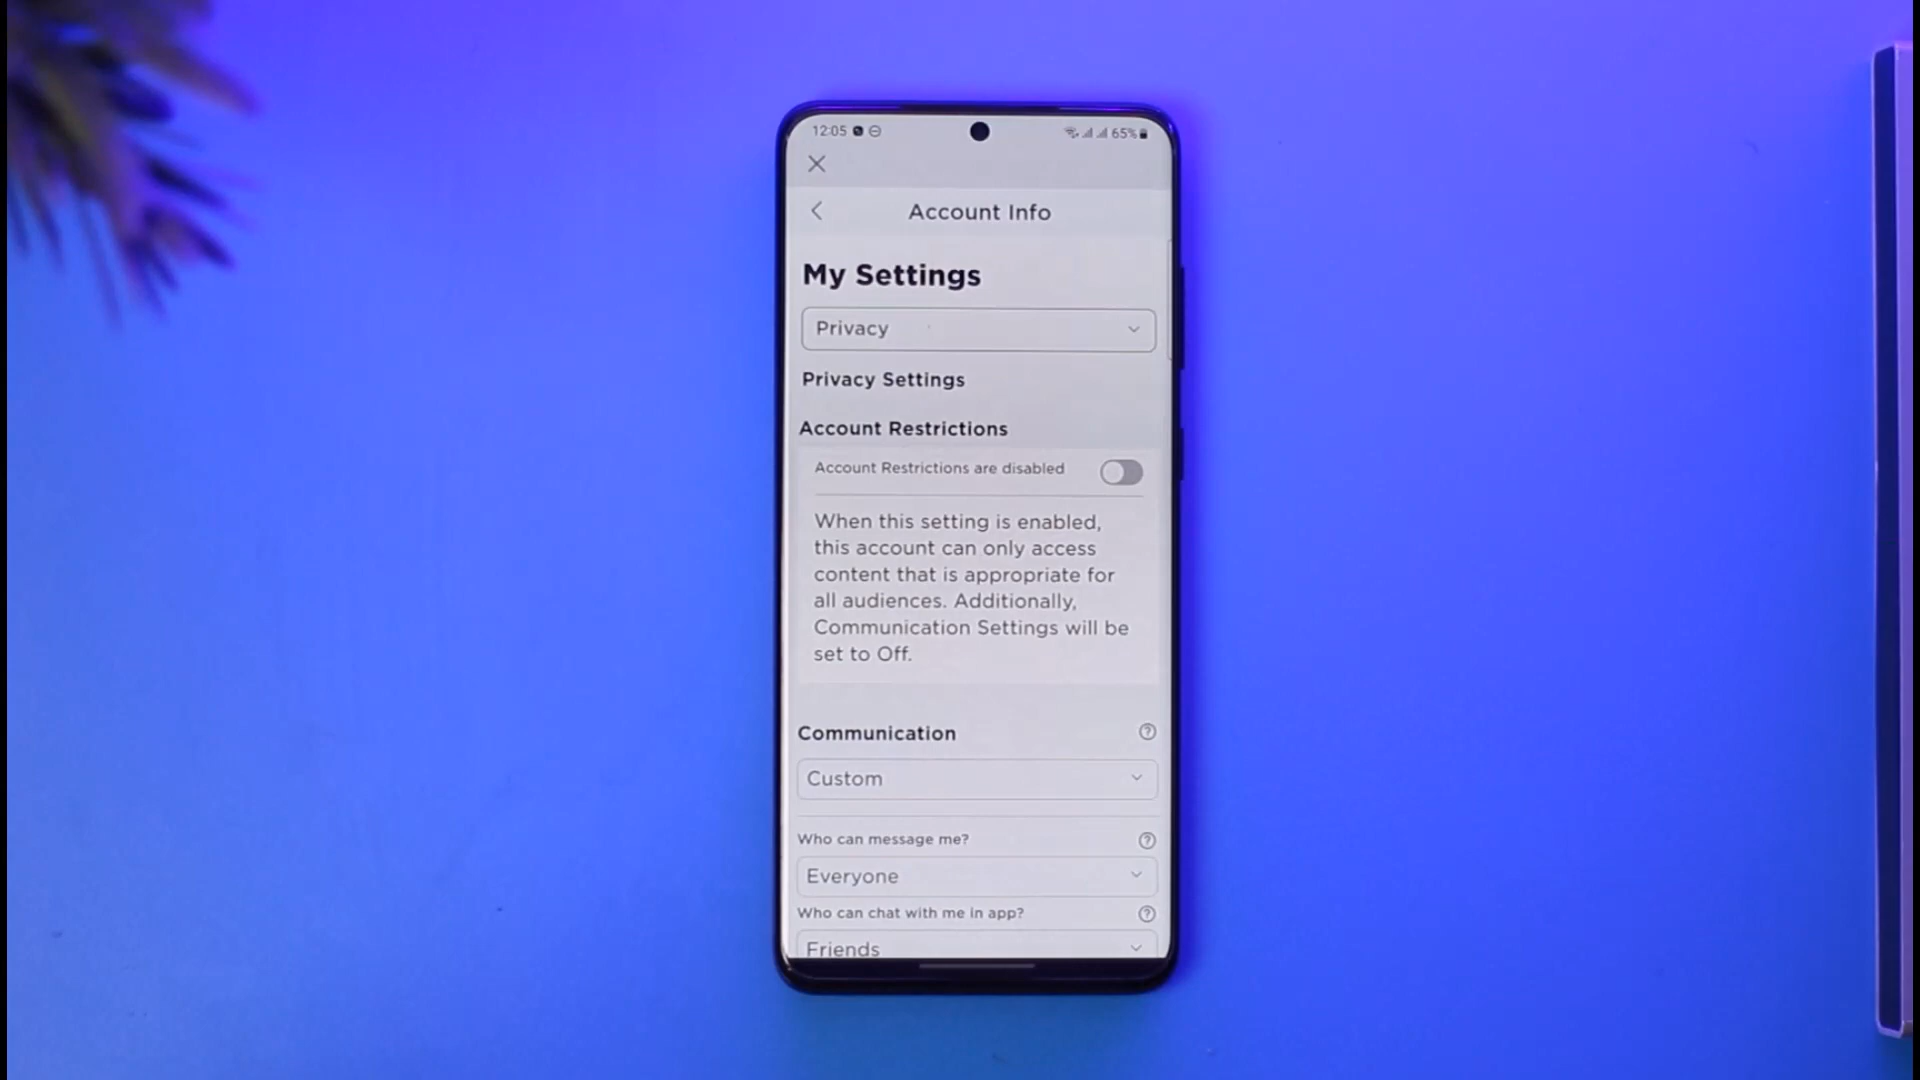 12:05 65%
Account Info
My Settings
Privacy
Privacy Settings
Account Restrictions
Account Restrictions are disabled
When this setting is enabled,
this account can only access
content that is appropriate for
all audiences. Additionally,
Communication Settings will be
set to Off.
Communication
Custom
Who can message me?
Everyone
Who can chat with me in app?
Friends